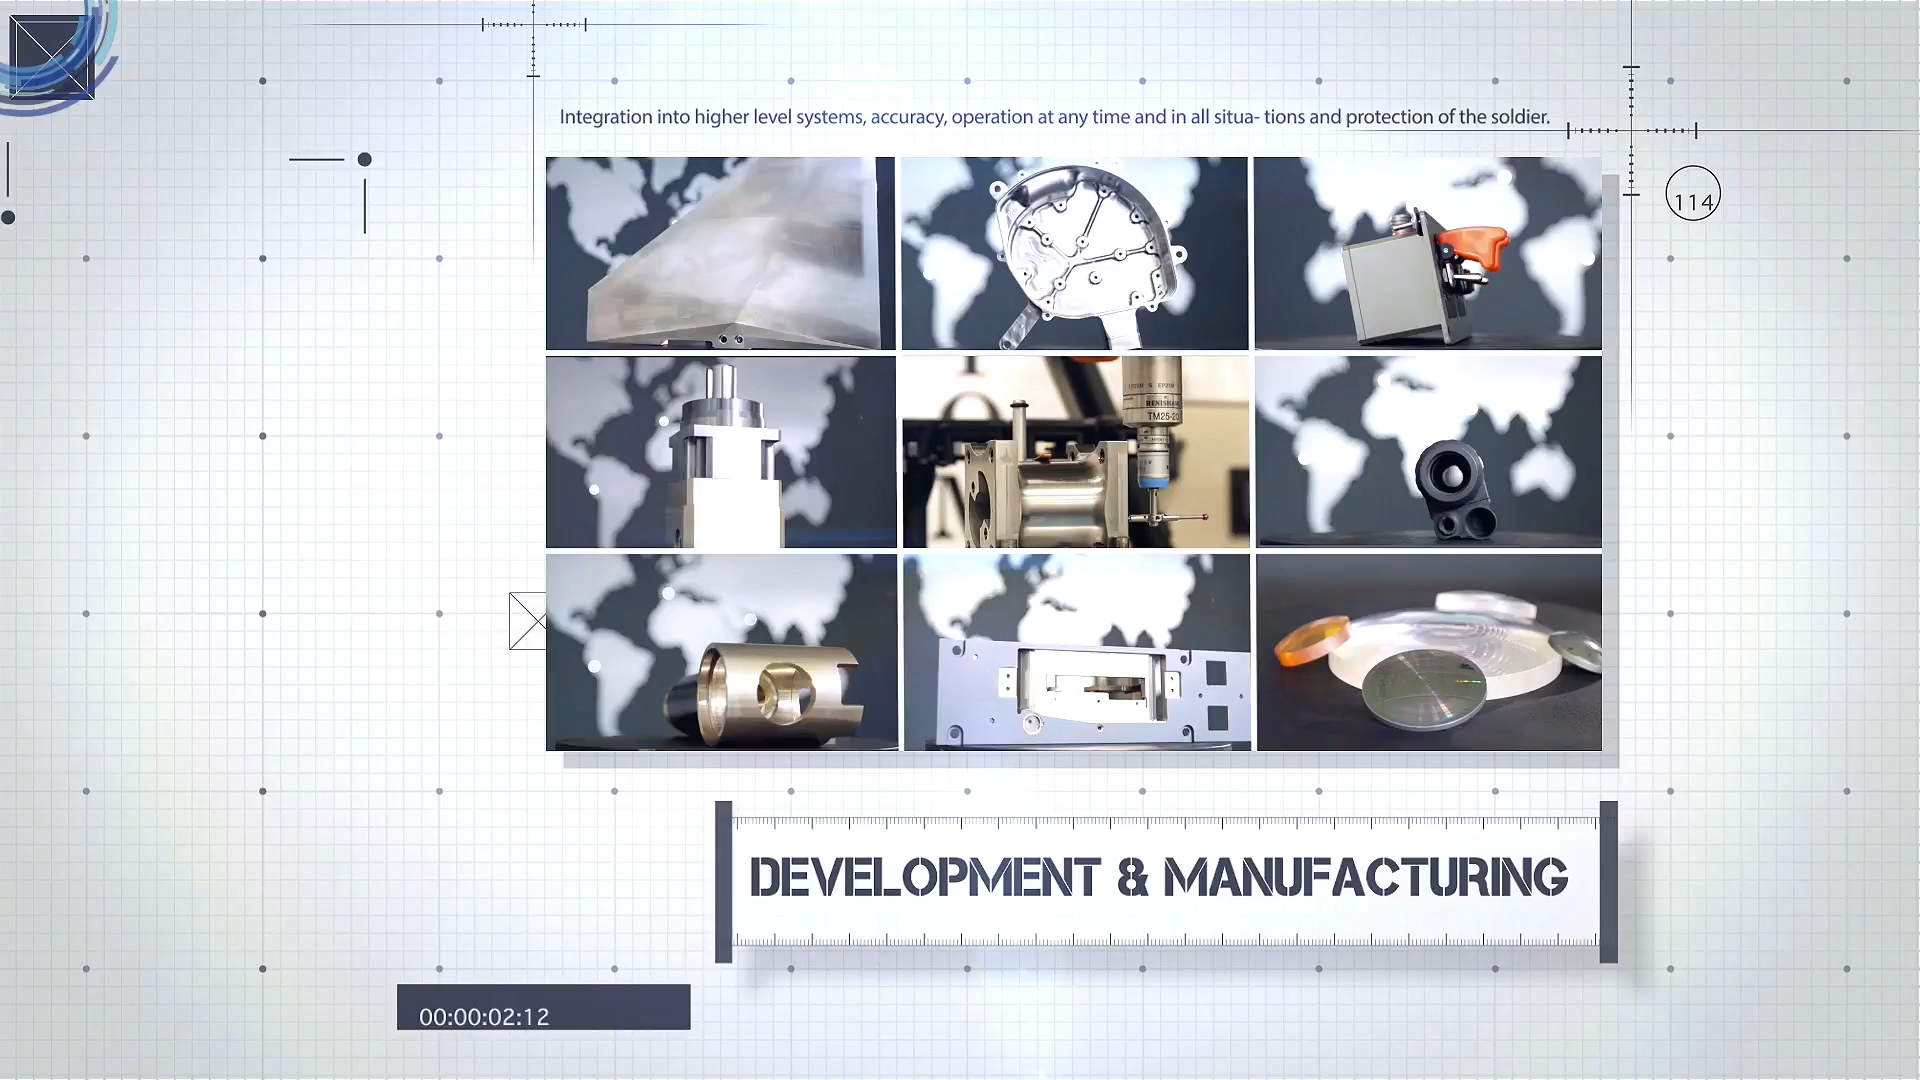 Integration into higher level systems, accuracy, operation at any time and in all situa- tions and protection of the soldier.
114
RENISHAW
TM25-20
DEVELOPMENT & MANUFACTURING
00:00:02:12